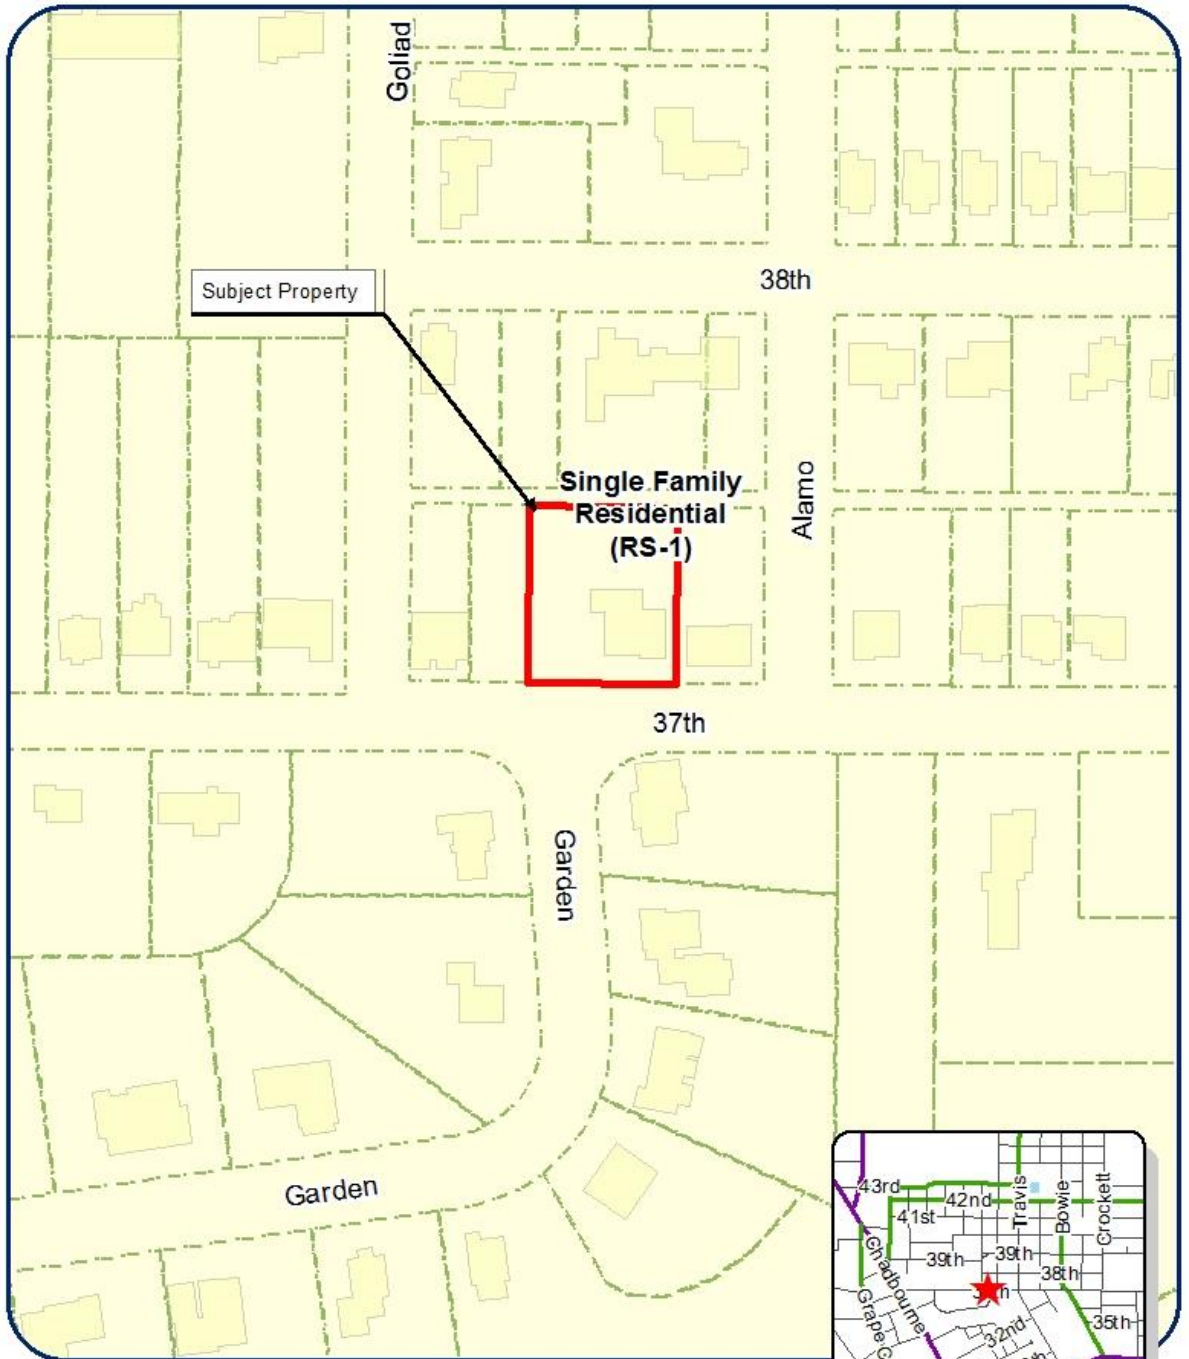 Goliad
38th
Subject Property
Single Family
Residential
(RS-1)
Alamo
37th
Garden
Garden
43rd
42nd
Travis
Bowie
Crockett
41st
39th
39th
38th
Chadbourne
Grape C
35th
32nd